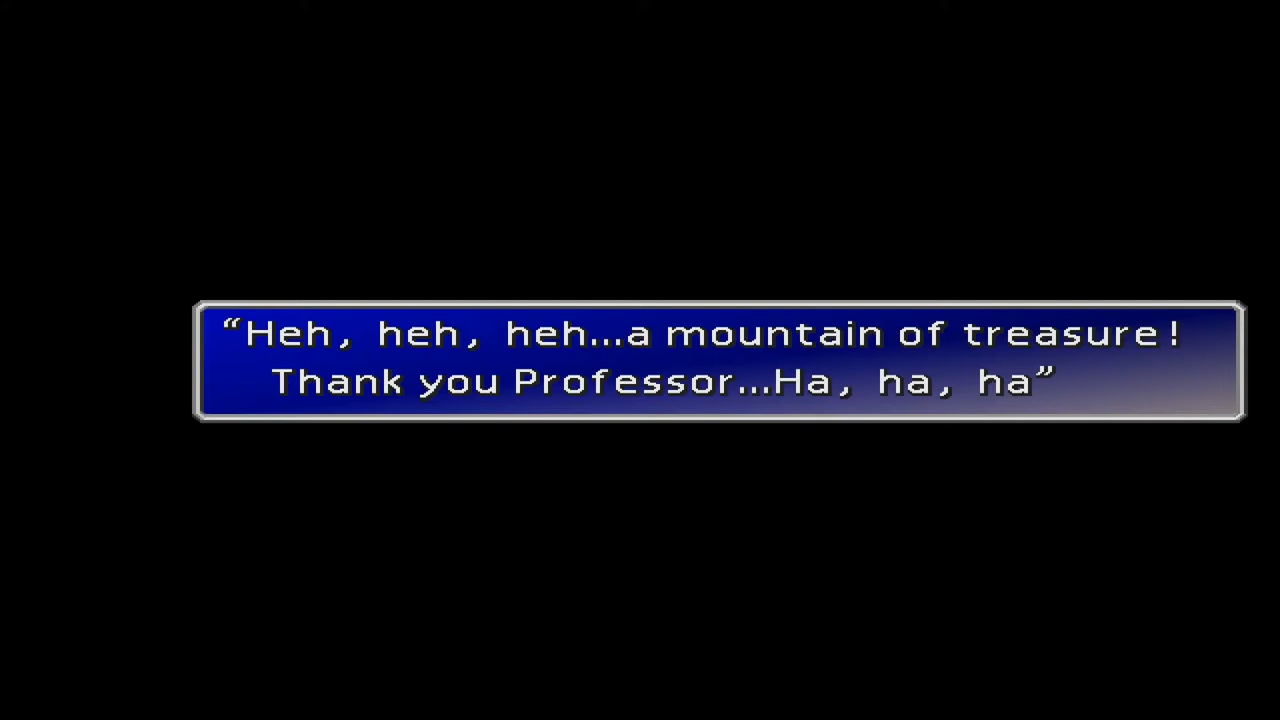 “Heh, heh, heh...a mountain of treasure!
Thank you Professor...Ha, ha, ha”